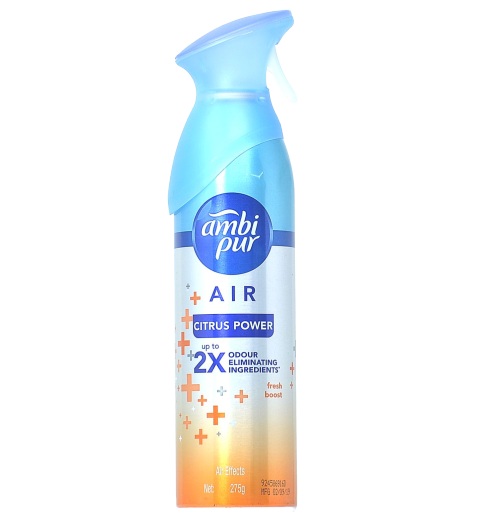 ambi
pur
AIR
CITRUS POWER
up to
2X ODOUR
ELIMINATING
INGREDIENTS*
fresh
boost
Air Effects
Net: 275g